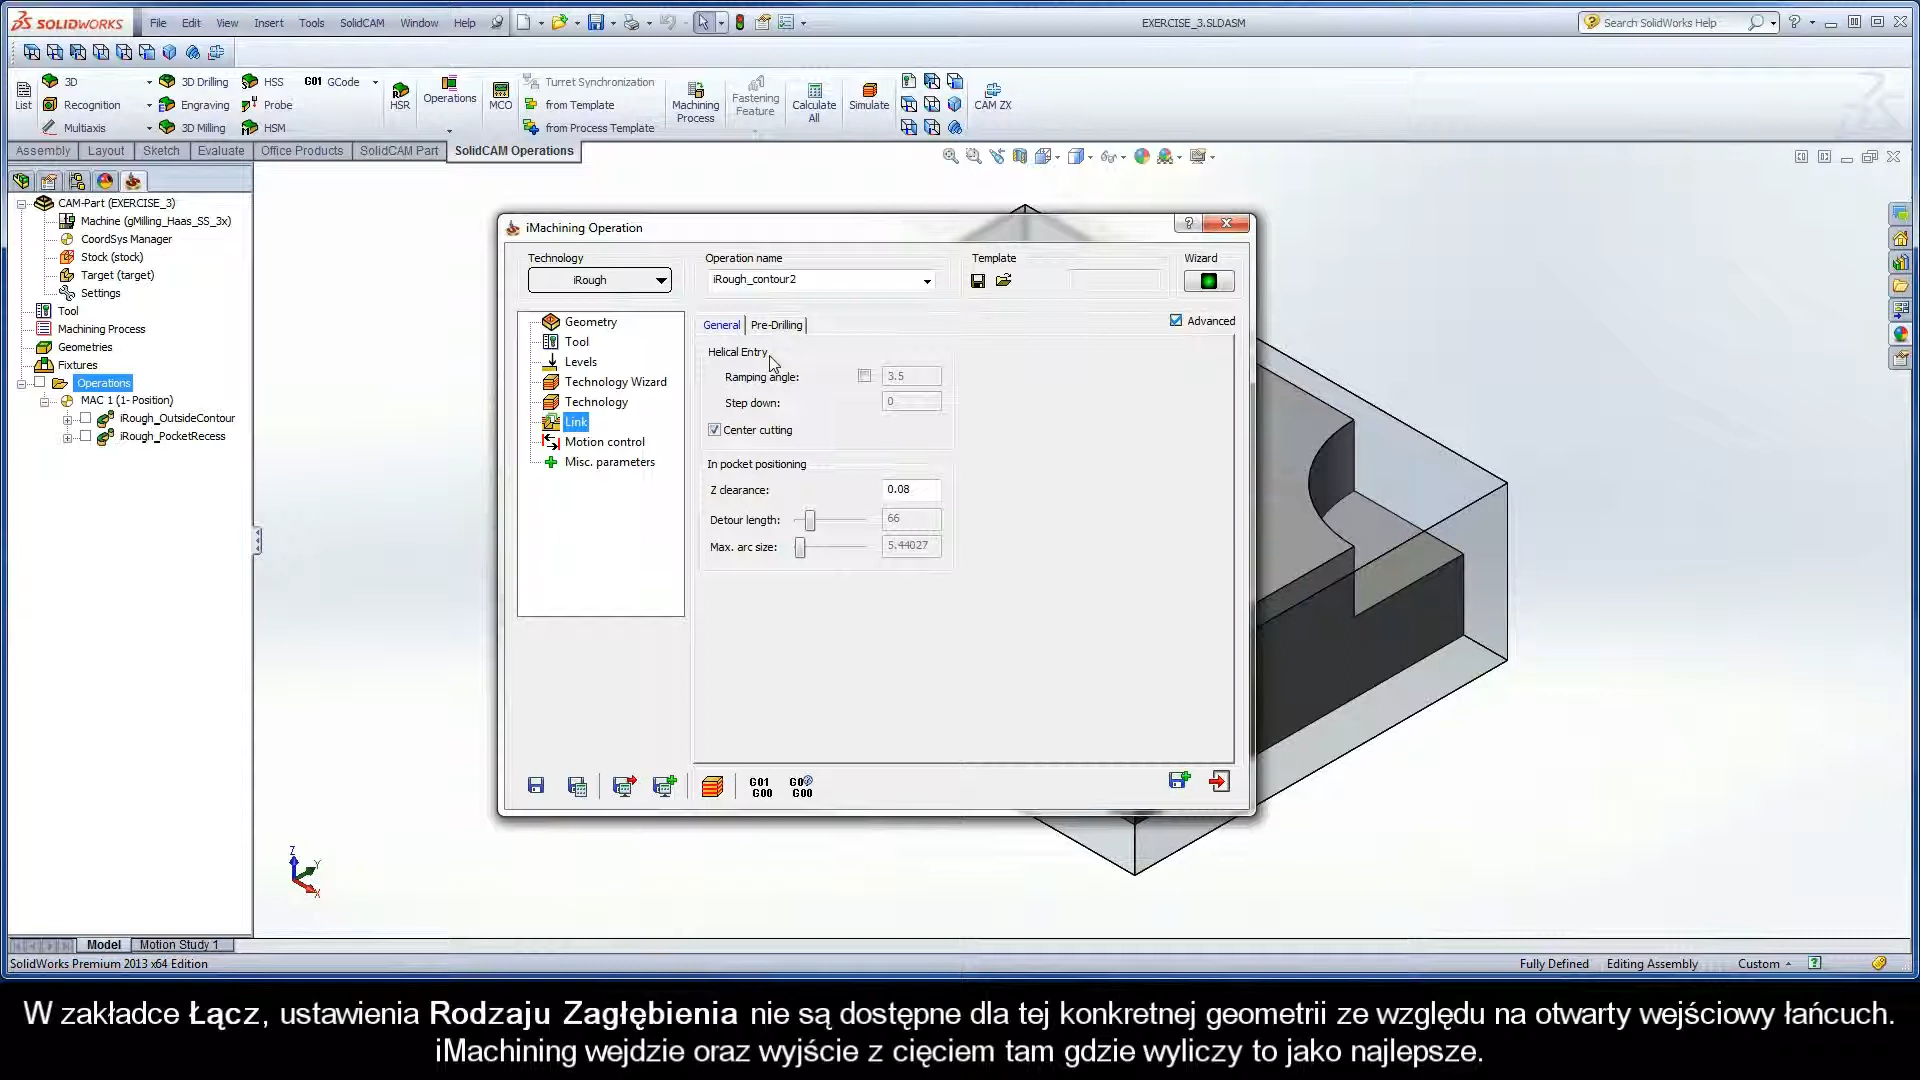 SOLIDWORKS File Edit View Insert Tools SolidCAM Window Help EXERCISE_3.SLDASM Search SolidWorks Help
3D 3D Drilling HSS G01 GCode Turret Synchronization
List Recognition Engraving Probe HSR Operations MCO from Template Machining Process Fastening Feature Calculate All Simulate CAM ZX
Multiaxis 3D Milling HSM from Process Template
Assembly Layout Sketch Evaluate Office Products SolidCAM Part SolidCAM Operations
CAM-Part (EXERCISE_3)
Machine (gMilling_Haas_SS_3x)
CoordSys Manager
Stock (stock)
Target (target)
Settings
Tool
Machining Process
Geometries
Fixtures
Operations
MAC 1 (1- Position)
iRough_OutsideContour
iRough_PocketRecess
iMachining Operation
Technology Operation name Template Wizard
iRough iRough_contour2
Geometry
Tool
Levels
Technology Wizard
Technology
Link
Motion control
Misc. parameters
General Pre-Drilling Advanced
Helical Entry
Ramping angle: 3.5
Step down: 0
Center cutting
In pocket positioning
Z clearance: 0.08
Detour length: 66
Max. arc size: 5.44027
G01 G00 G00
Z Y X
Model Motion Study 1
SolidWorks Premium 2013 x64 Edition Fully Defined Editing Assembly Custom
W zakładce Łącz, ustawienia Rodzaju Zagłębienia nie są dostępne dla tej konkretnej geometrii ze względu na otwarty wejściowy łańcuch.
iMachining wejdzie oraz wyjście z cięciem tam gdzie wyliczy to jako najlepsze.